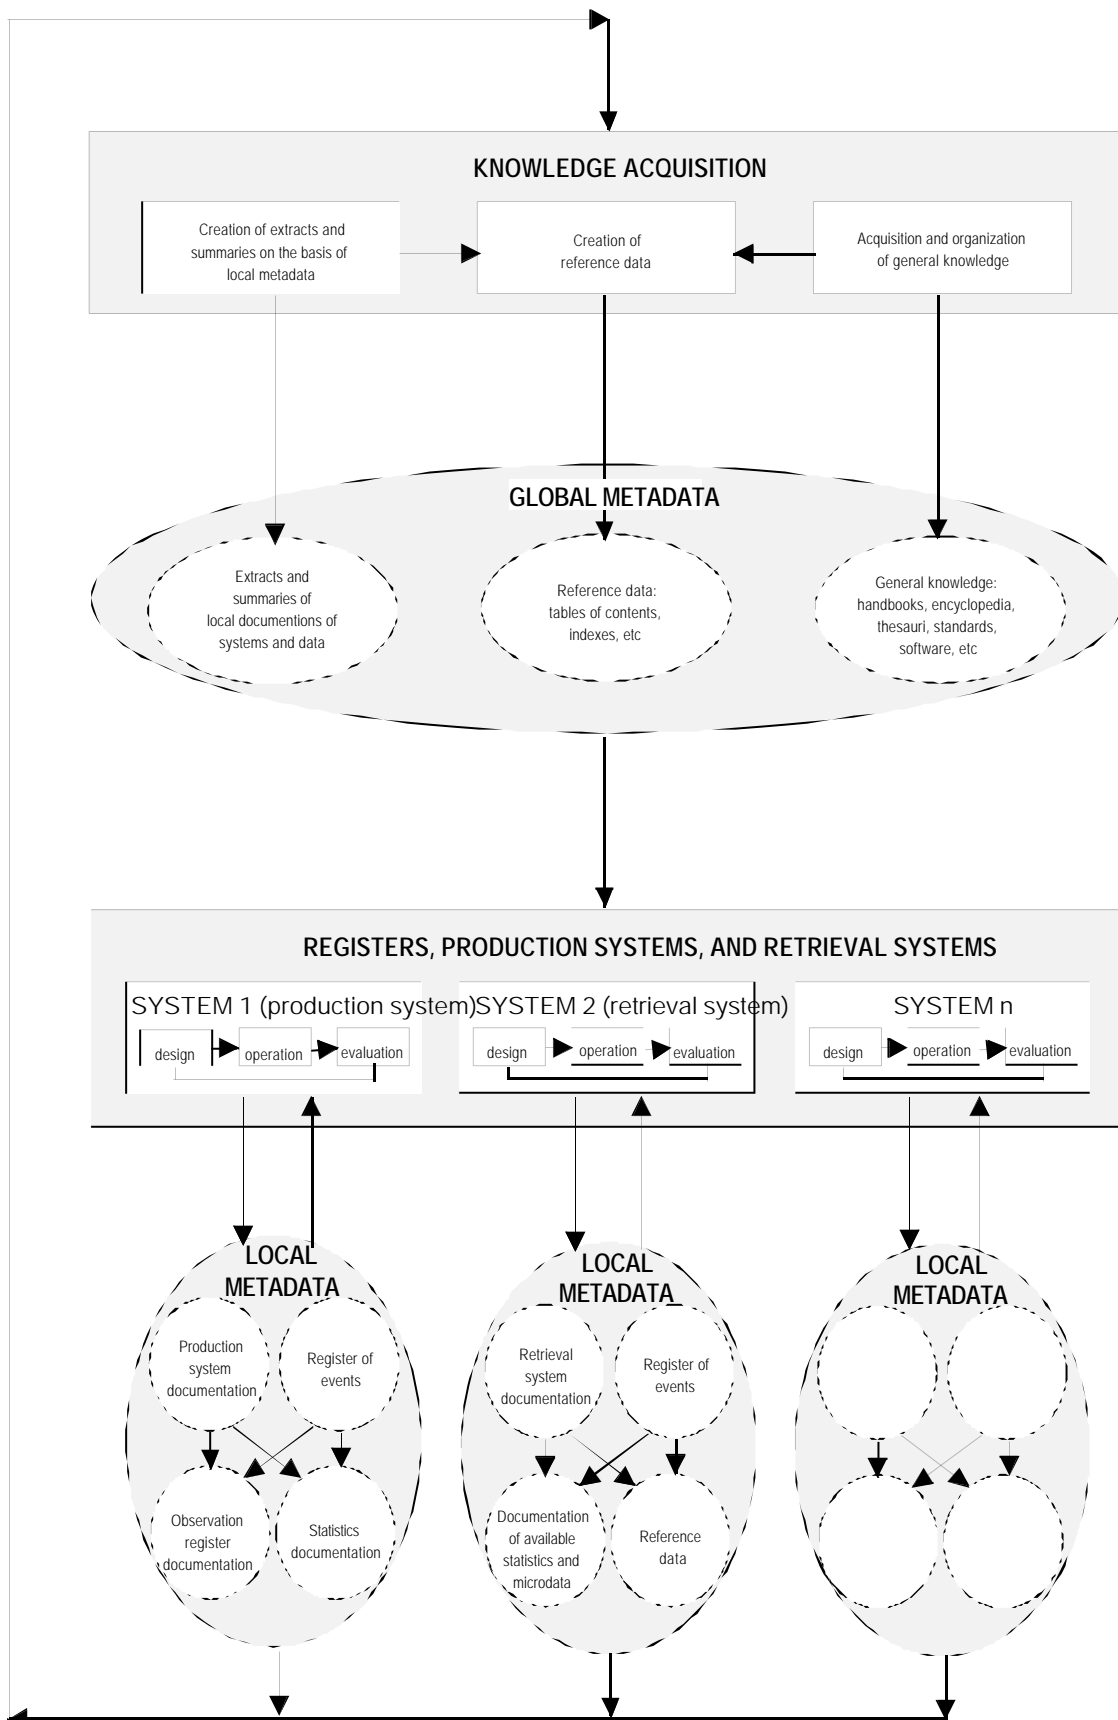 KNOWLEDGE ACQUISITION
Creation of extracts and
summaries on the basis of
local metadata
Creation of
reference data
Acquisition and organization
of general knowledge
GLOBAL METADATA
Extracts and
summaries of
local documentions of
systems and data
Reference data:
tables of contents,
indexes, etc
General knowledge:
handbooks, encyclopedia,
thesauri, standards,
software, etc
REGISTERS, PRODUCTION SYSTEMS, AND RETRIEVAL SYSTEMS
SYSTEM 1 (production system)
design
operation
evaluation
SYSTEM 2 (retrieval system)
design
operation
evaluation
SYSTEM n
design
operation
evaluation
LOCAL
METADATA
Production
system
documentation
Register of
events
Observation
register
documentation
Statistics
documentation
LOCAL
METADATA
Retrieval
system
documentation
Register of
events
Documentation
of available
statistics and
microdata
Reference
data
LOCAL
METADATA